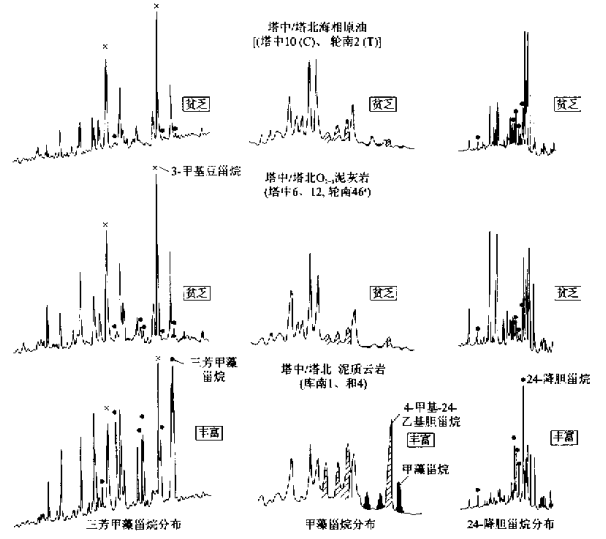 塔中/塔北海相原油
[(塔中10 (C)、轮南2 (T)]
贫乏
贫乏
贫乏
3-甲基豆甾烷
塔中/塔北O₂₋₃泥灰岩
(塔中6、12, 轮南46)
贫乏
贫乏
贫乏
三芳甲藻
甾烷
塔中/塔北 泥质云岩
(库南1、和4)
24-降胆甾烷
4-甲基-24-
乙基胆甾烷
丰富
丰富
丰富
甲藻甾烷
三芳甲藻甾烷分布
甲藻甾烷分布
24-降胆甾烷分布